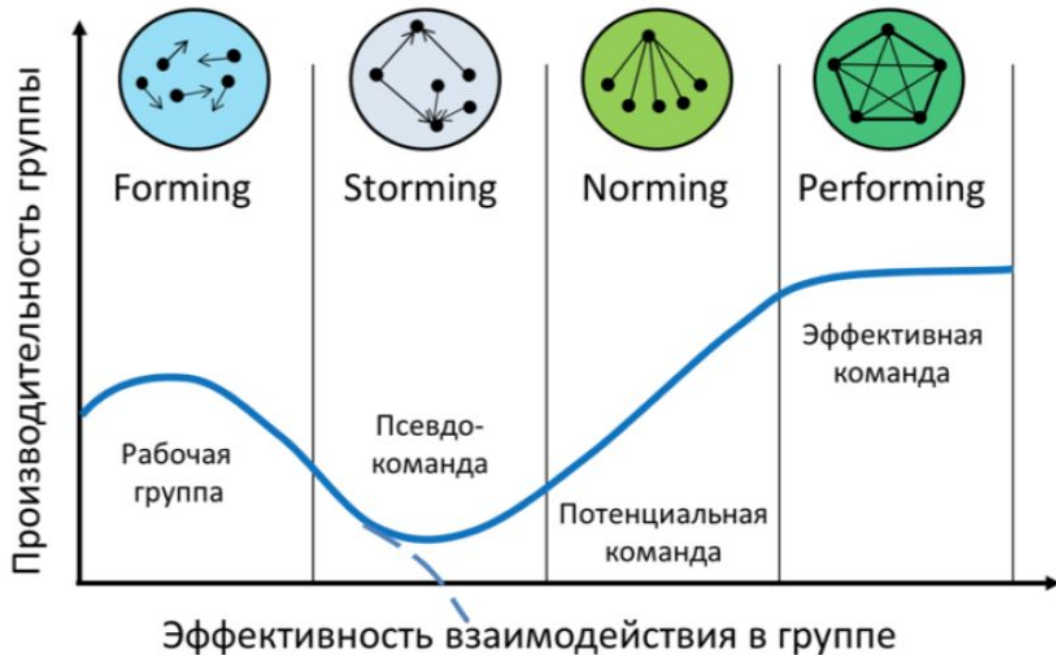 Производительность группы
Forming
Storming
Norming
Performing
Рабочая
группа
Псевдо-
команда
Потенциальная
команда
Эффективная
команда
Эффективность взаимодействия в группе